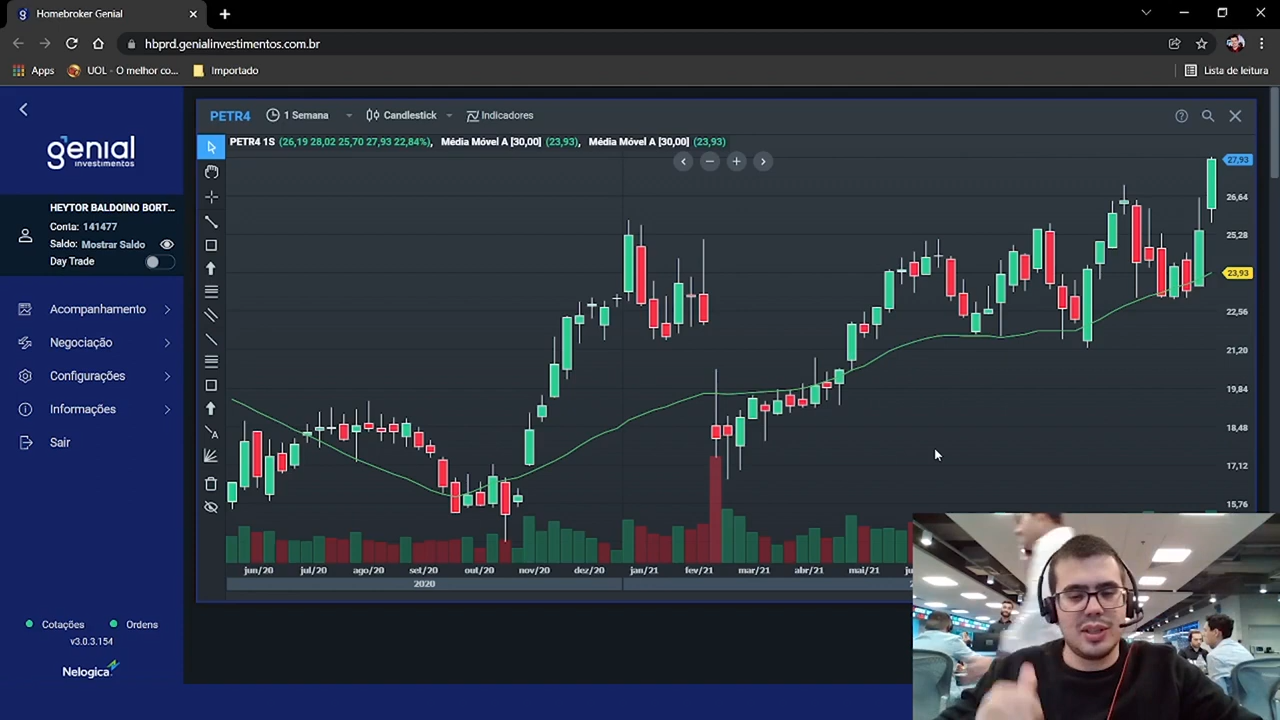 Homebroker Genial
hbprd.genialinvestimentos.com.br
Apps
UOL - O melhor co...
Importado
Lista de leitura
genial
investimentos
HEYTOR BALDOINO BORT...
Conta: 141477
Saldo: Mostrar Saldo
Day Trade
Acompanhamento
Negociação
Configurações
Informações
Sair
Cotações
Ordens
v3.0.3.154
Nelogica
PETR4
1 Semana
Candlestick
Indicadores
PETR4 1S (26,19 28,02 25,70 27,93 22,84%), Média Móvel A [30,00] (23,93), Média Móvel A [30,00] (23,93)
27,93
26,64
25,28
23,93
22,56
21,20
19,84
18,48
17,12
15,76
jun/20 jul/20 ago/20 set/20 out/20 nov/20 dez/20 jan/21 fev/21 mar/21 abr/21 mai/21
2020